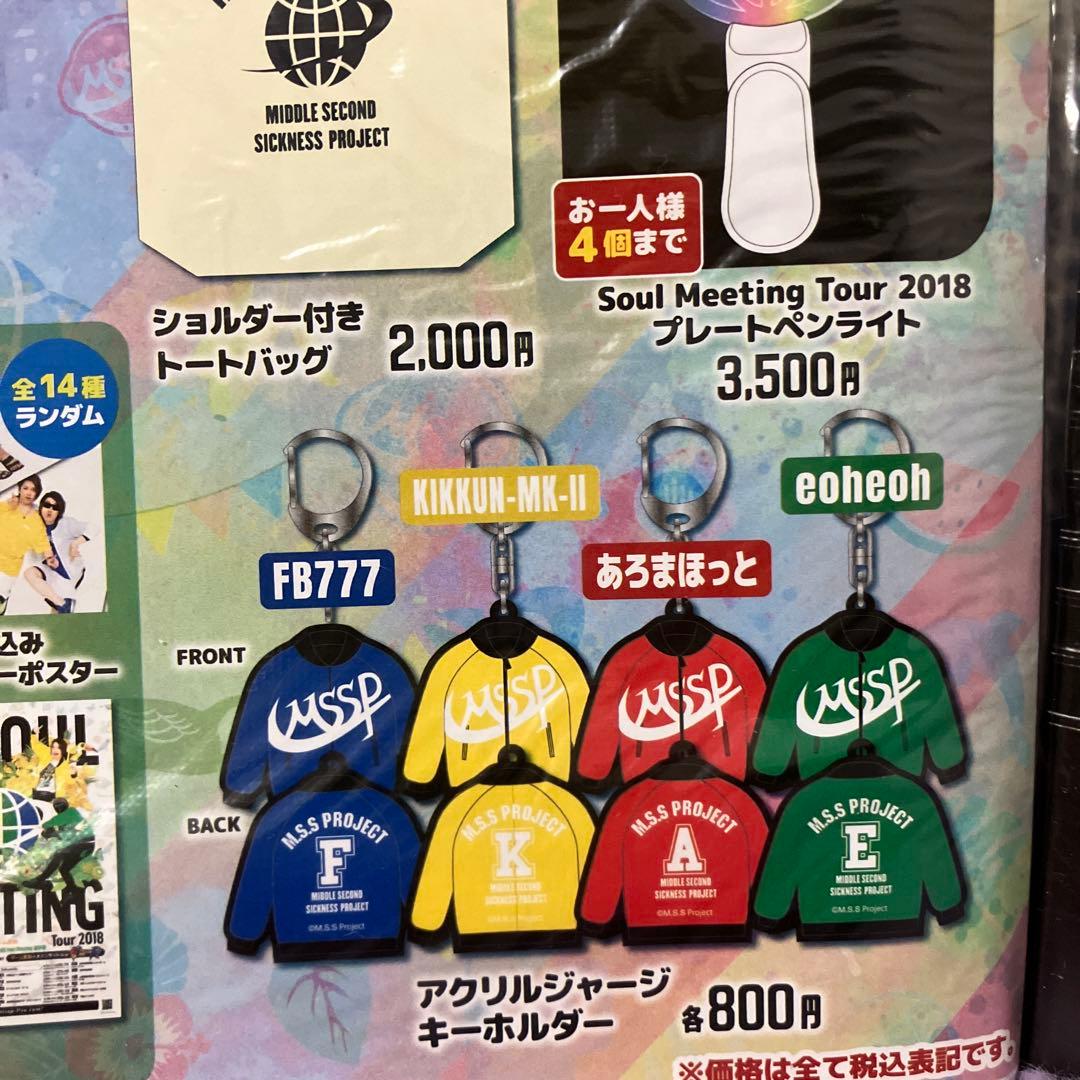 MIDDLE SECOND
SICKNESS PROJECT
MSSP
お一人様
4個まで
ショルダー付き
トートバッグ
2,000円
Soul Meeting Tour 2018
プレートペンライト
3,500円
全14種
ランダム
込み
ーポスター
OUL
TING
Tour 2018
FB777
KIKKUN-MK-II
あろまほっと
eoheoh
FRONT
MSSP
MSSP
MSSP
MSSP
BACK
M.S.S PROJECT
F
MIDDLE SECOND
SICKNESS PROJECT
©M.S.S Project
M.S.S PROJECT
K
MIDDLE SECOND
SICKNESS PROJECT
©M.S.S Project
M.S.S PROJECT
A
MIDDLE SECOND
SICKNESS PROJECT
©M.S.S Project
M.S.S PROJECT
E
MIDDLE SECOND
SICKNESS PROJECT
©M.S.S Project
アクリルジャージ
キーホルダー
各800円
※価格は全て税込表記です。